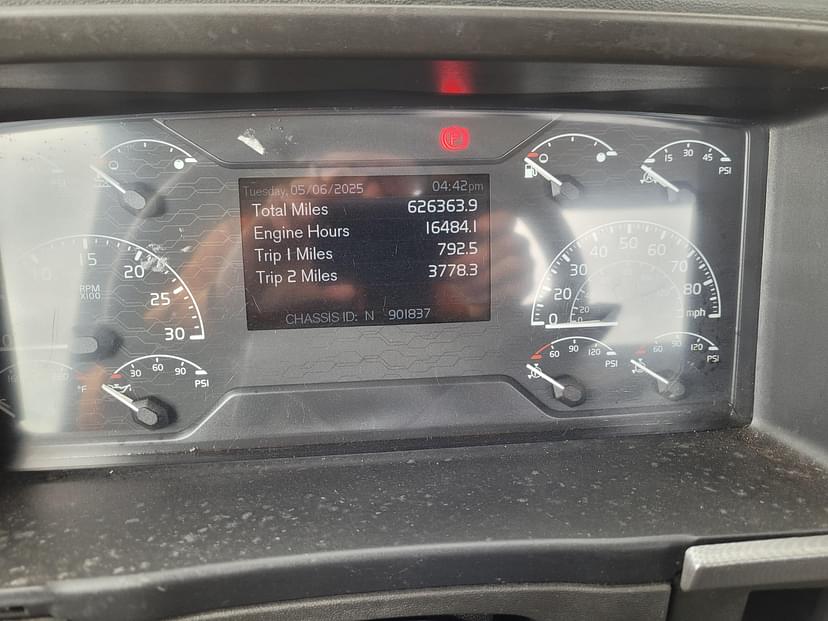 Tuesday, 05/06/2025 04:42pm
Total Miles 626363.9
Engine Hours 16484.1
Trip 1 Miles 792.5
Trip 2 Miles 3778.3
CHASSIS ID: N 901837
P
15 30 45
PSI
10 15 20 25 30
RPM
X100
20 30 40 50 60 70 80
0
20
0
mph
30 60 90
PSI
°F
60 90 120
PSI
60 90 120
PSI